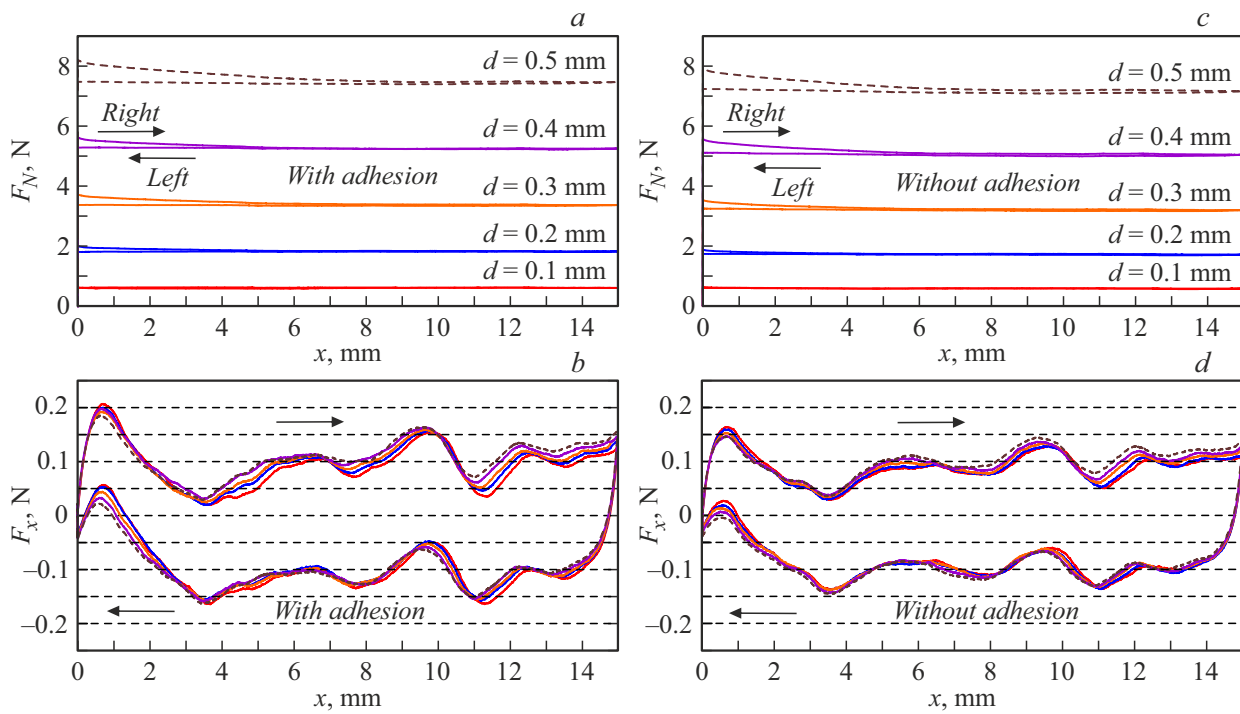 a
F_N, N
8
6
4
2
0
d = 0.5 mm
Right
d = 0.4 mm
Left
With adhesion
d = 0.3 mm
d = 0.2 mm
d = 0.1 mm
0 2 4 6 8 10 12 14
x, mm
c
F_N, N
8
6
4
2
0
d = 0.5 mm
Right
d = 0.4 mm
Left
Without adhesion
d = 0.3 mm
d = 0.2 mm
d = 0.1 mm
0 2 4 6 8 10 12 14
x, mm
b
F_x, N
0.2
0.1
0
–0.1
–0.2
With adhesion
0 2 4 6 8 10 12 14
x, mm
d
F_x, N
0.2
0.1
0
–0.1
–0.2
Without adhesion
0 2 4 6 8 10 12 14
x, mm